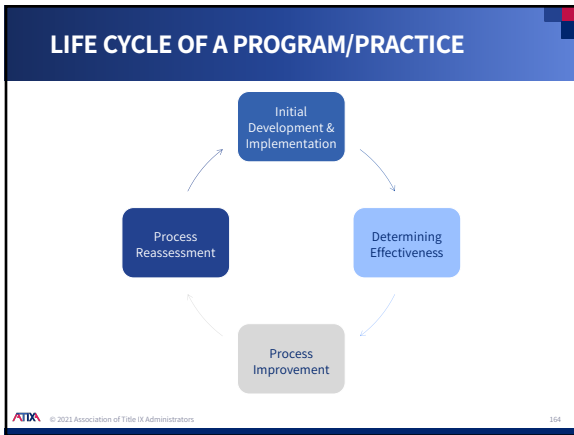 LIFE CYCLE OF A PROGRAM/PRACTICE
Initial
Development &
Implementation
Process
Reassessment
Determining
Effectiveness
Process
Improvement
ATIXA © 2021 Association of Title IX Administrators 164